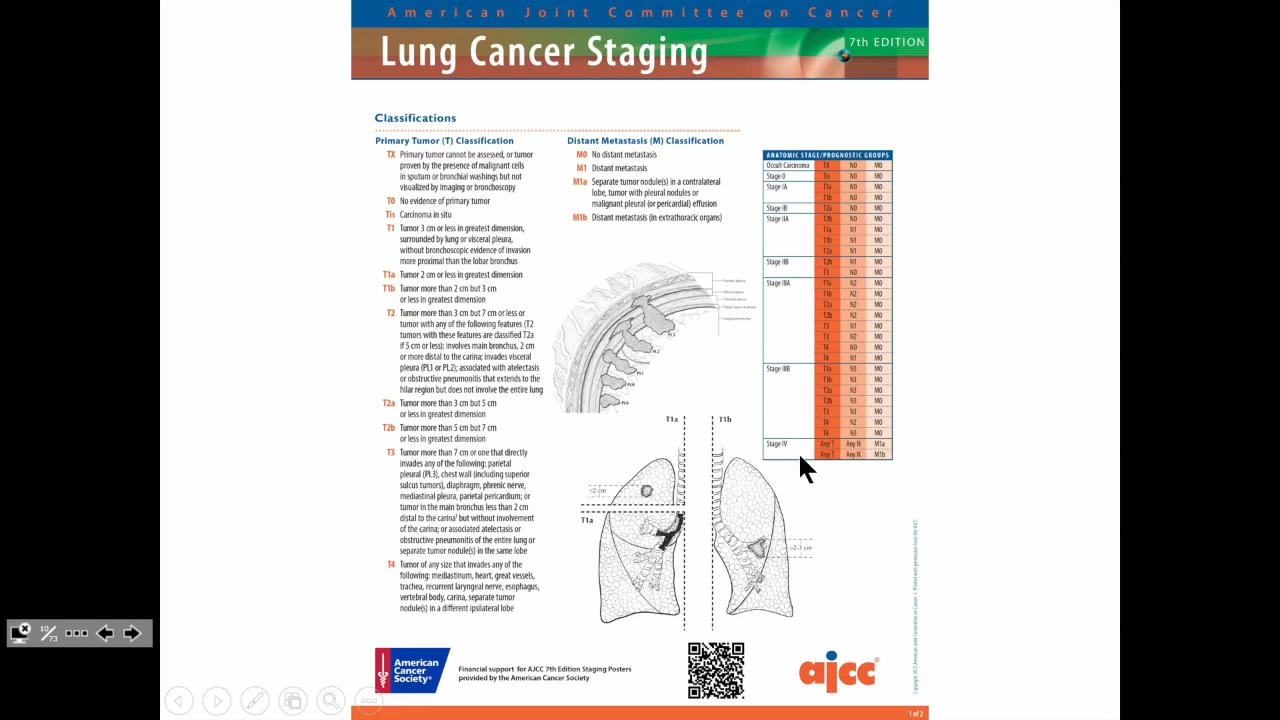 American Joint Committee on Cancer
Lung Cancer Staging
7th EDITION
Classifications
Primary Tumor (T) Classification
TX Primary tumor cannot be assessed, or tumor
proven by the presence of malignant cells
in sputum or bronchial washings but not
visualized by imaging or bronchoscopy
T0 No evidence of primary tumor
Tis Carcinoma in situ
T1 Tumor 3 cm or less in greatest dimension,
surrounded by lung or visceral pleura,
without bronchoscopic evidence of invasion
more proximal than the lobar bronchus
T1a Tumor 2 cm or less in greatest dimension
T1b Tumor more than 2 cm but 3 cm
or less in greatest dimension
T2 Tumor more than 3 cm but 7 cm or less or
tumor with any of the following features (T2
tumors with these features are classified T2a
if 5 cm or less): involves main bronchus, 2 cm
or more distal to the carina; invades visceral
pleura (PL1 or PL2); associated with atelectasis
or obstructive pneumonitis that extends to the
hilar region but does not involve the entire lung
T2a Tumor more than 3 cm but 5 cm
or less in greatest dimension
T2b Tumor more than 5 cm but 7 cm
or less in greatest dimension
T3 Tumor more than 7 cm or one that directly
invades any of the following: parietal
pleural (PL3), chest wall (including superior
sulcus tumors), diaphragm, phrenic nerve,
mediastinal pleura, parietal pericardium; or
tumor in the main bronchus less than 2 cm
distal to the carina but without involvement
of the carina; or associated atelectasis or
obstructive pneumonitis of the entire lung or
separate tumor nodule(s) in the same lobe
T4 Tumor of any size that invades any of the
following: mediastinum, heart, great vessels,
trachea, recurrent laryngeal nerve, esophagus,
vertebral body, carina, separate tumor
nodule(s) in a different ipsilateral lobe
Distant Metastasis (M) Classification
M0 No distant metastasis
M1 Distant metastasis
M1a Separate tumor nodule(s) in a contralateral
lobe, tumor with pleural nodules or
malignant pleural (or pericardial) effusion
M1b Distant metastasis (in extrathoracic organs)
PL3
PL2
PL1
PL0
PL0
T1a
T1b
≤2 cm
T1a
>2-3 cm
ANATOMIC STAGE/PROGNOSTIC GROUPS
Occult Carcinoma TX N0 M0
Stage 0 Tis N0 M0
Stage IA T1a N0 M0
T1b N0 M0
Stage IB T2a N0 M0
Stage IIA T2b N0 M0
T1a N1 M0
T1b N1 M0
T2a N1 M0
Stage IIB T2b N1 M0
T3 N0 M0
Stage IIIA T1a N2 M0
T1b N2 M0
T2a N2 M0
T2b N2 M0
T3 N1 M0
T3 N2 M0
T4 N0 M0
T4 N1 M0
Stage IIIB T1a N3 M0
T1b N3 M0
T2a N3 M0
T2b N3 M0
T3 N3 M0
T4 N2 M0
T4 N3 M0
Stage IV Any T Any N M1a
Any T Any N M1b
American
Cancer
Society®
Financial support for AJCC 7th Edition Staging Posters
provided by the American Cancer Society
ajcc®
Copyright 2012 American Joint Committee on Cancer • Printed with permission from the AJCC.
1 of 2
10/73